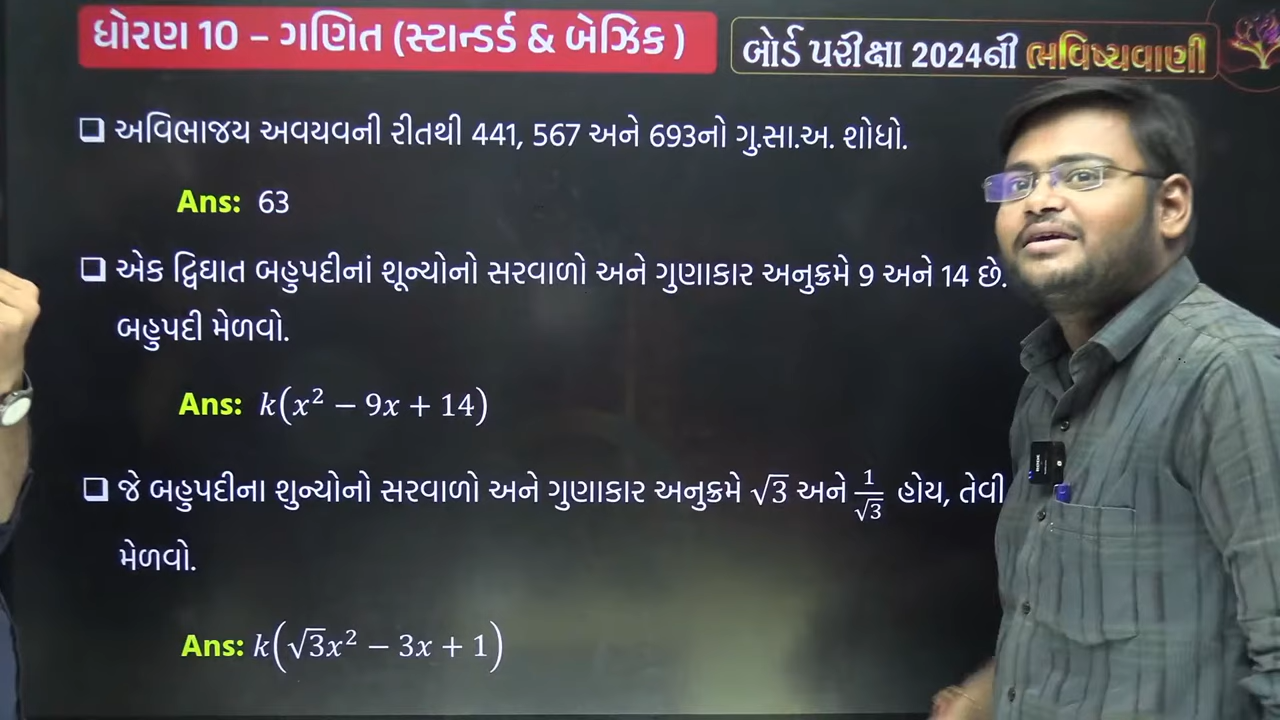 ધોરણ 10 – ગણિત (સ્ટાન્ડર્ડ & બેઝિક )
બોર્ડ પરીક્ષા 2024ની ભવિષ્યવાણી
❑ અવિભાજય અવયવની રીતથી 441, 567 અને 693નો ગુ.સા.અ. શોધો.
Ans: 63
❑ એક દ્વિઘાત બહુપદીનાં શૂન્યોનો સરવાળો અને ગુણાકાર અનુક્રમે 9 અને 14 છે.
બહુપદી મેળવો.
Ans: k(x² − 9x + 14)
❑ જે બહુપદીના શુન્યોનો સરવાળો અને ગુણાકાર અનુક્રમે √3 અને 1/√3 હોય, તેવી
મેળવો.
Ans: k(√3x² − 3x + 1)